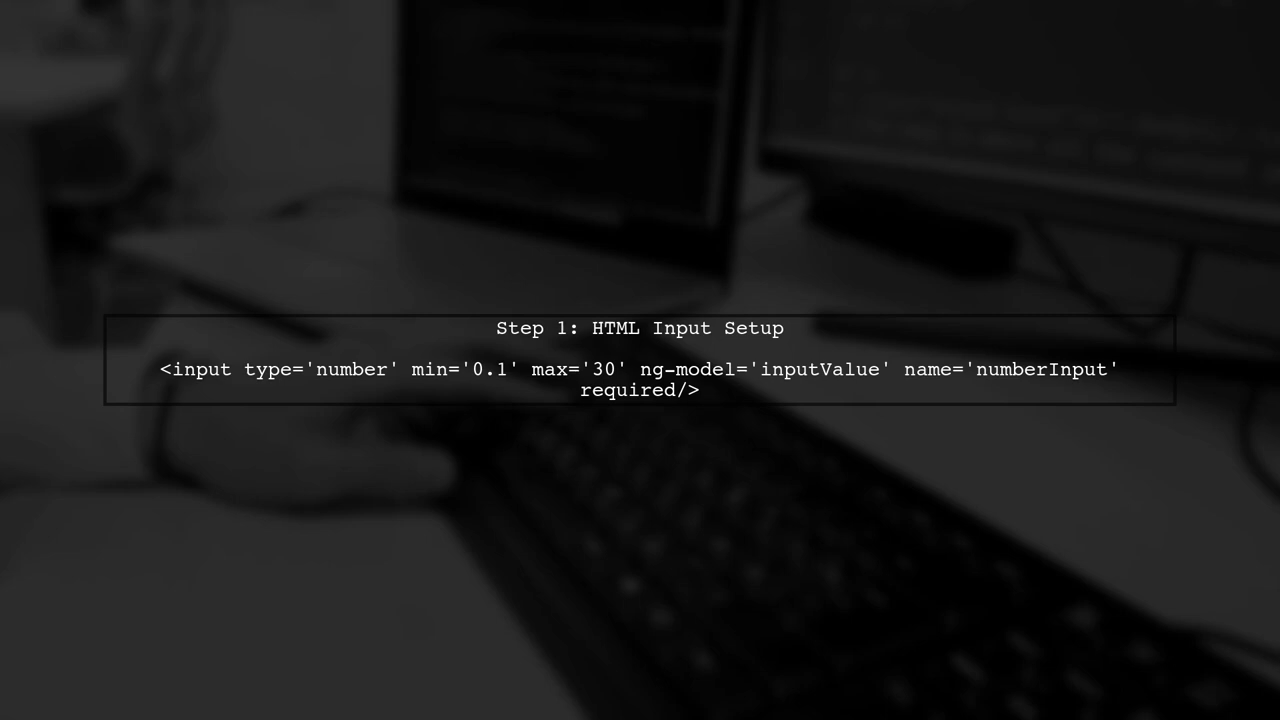 Step 1: HTML Input Setup
<input type='number' min='0.1' max='30' ng-model='inputValue' name='numberInput'
required/>